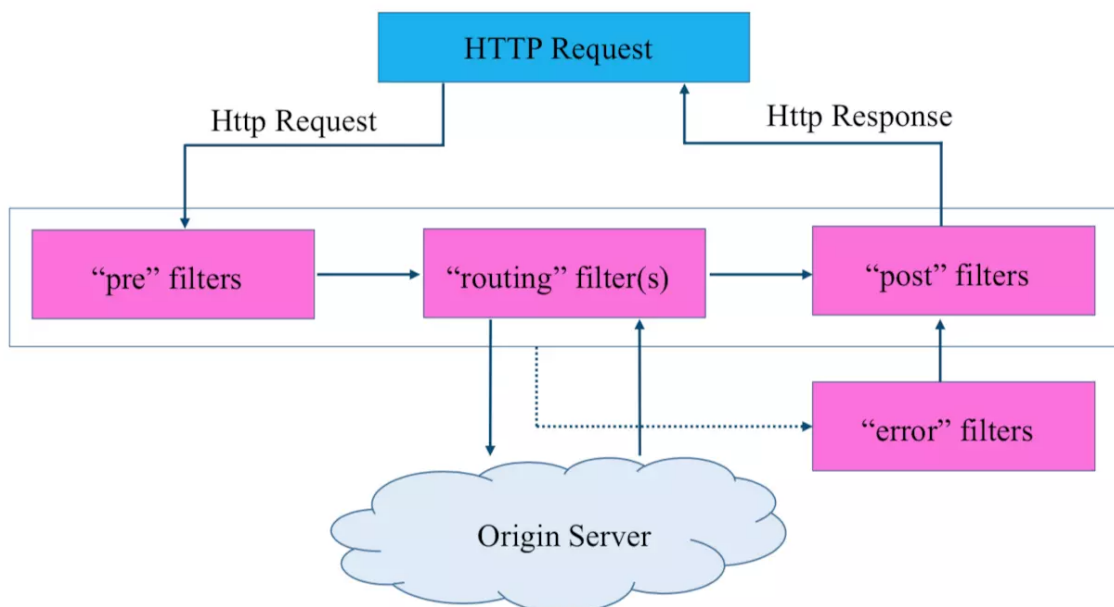 HTTP Request
Http Request
Http Response
“pre” filters
“routing” filter(s)
“post” filters
“error” filters
Origin Server